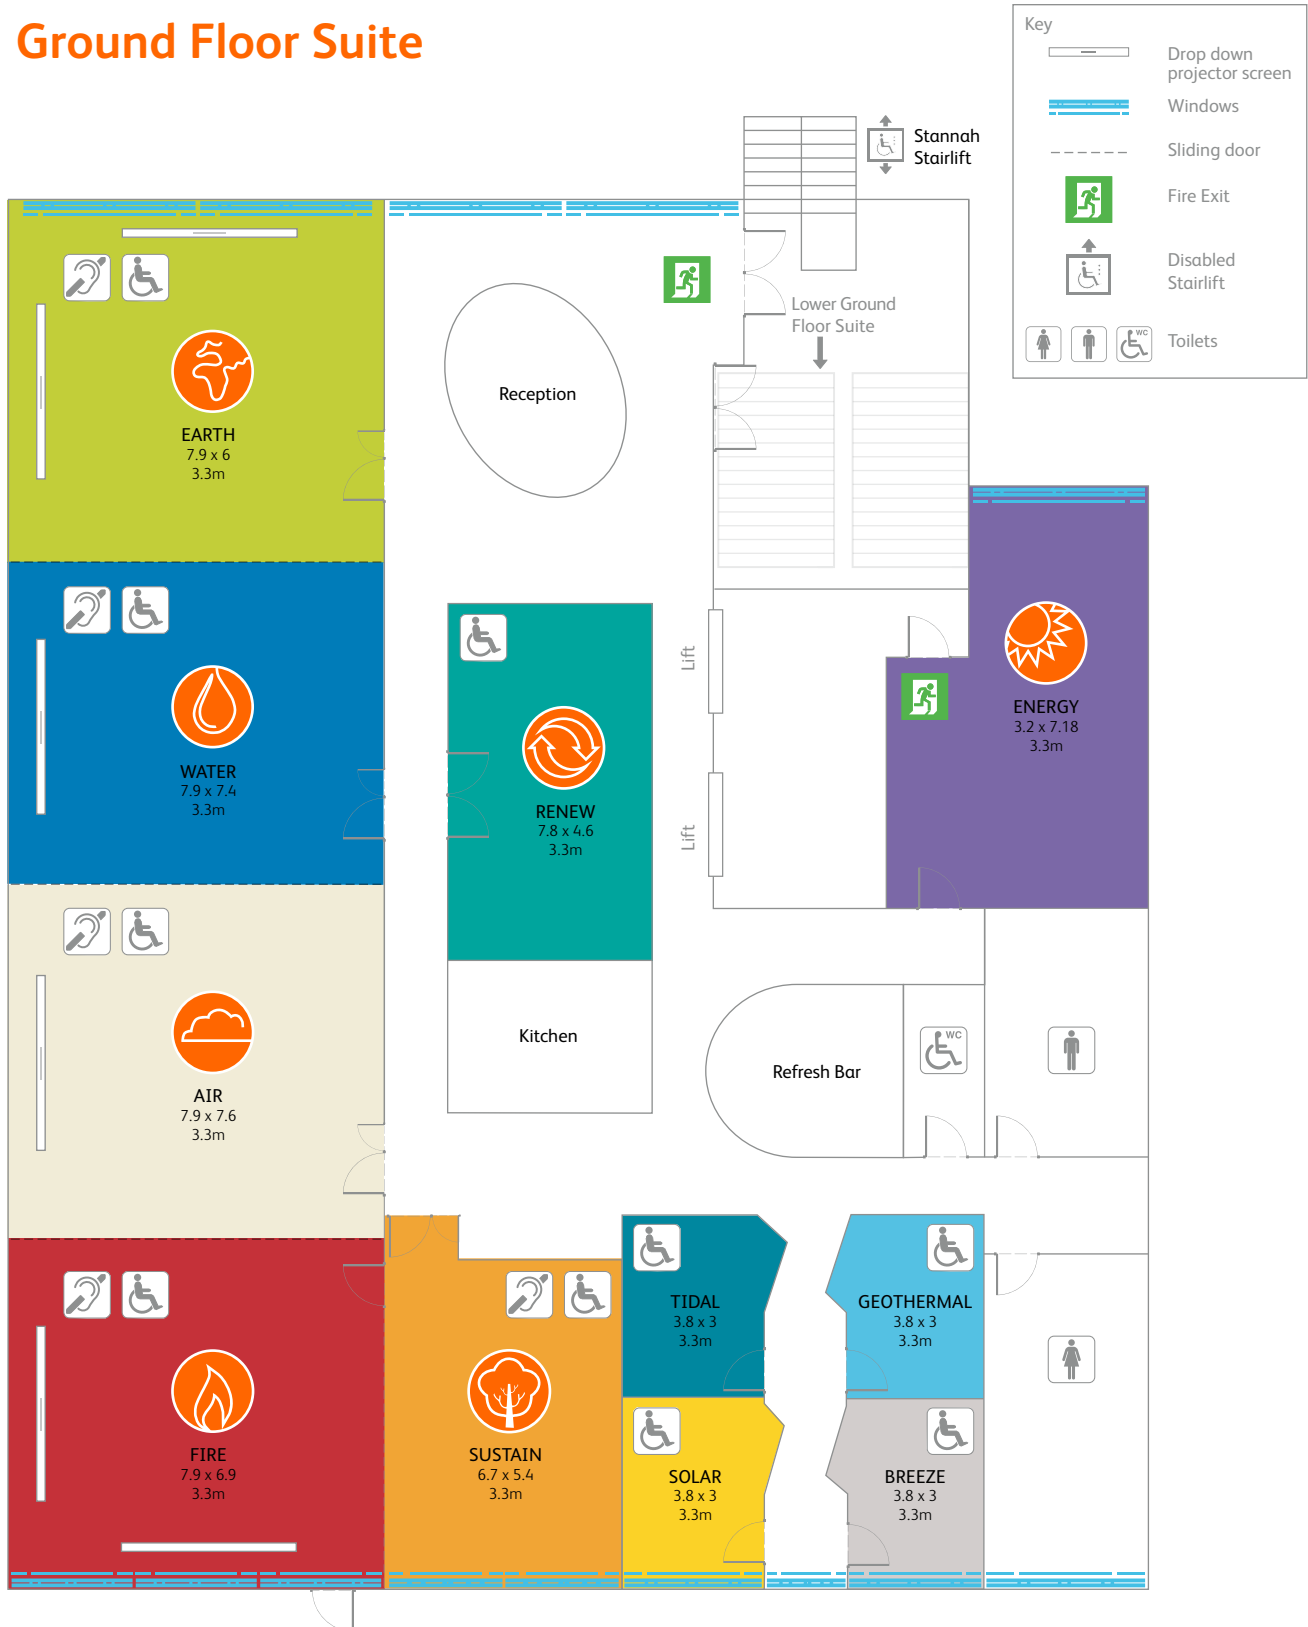 Ground Floor Suite
Key
Drop down
projector screen
Windows
Sliding door
Fire Exit
Disabled
Stairlift
WC
Toilets
Stannah
Stairlift
Lower Ground
Floor Suite
Reception
EARTH
7.9 x 6
3.3m
WATER
7.9 x 7.4
3.3m
RENEW
7.8 x 4.6
3.3m
Lift
Lift
ENERGY
3.2 x 7.18
3.3m
AIR
7.9 x 7.6
3.3m
Kitchen
Refresh Bar
WC
FIRE
7.9 x 6.9
3.3m
SUSTAIN
6.7 x 5.4
3.3m
TIDAL
3.8 x 3
3.3m
GEOTHERMAL
3.8 x 3
3.3m
SOLAR
3.8 x 3
3.3m
BREEZE
3.8 x 3
3.3m